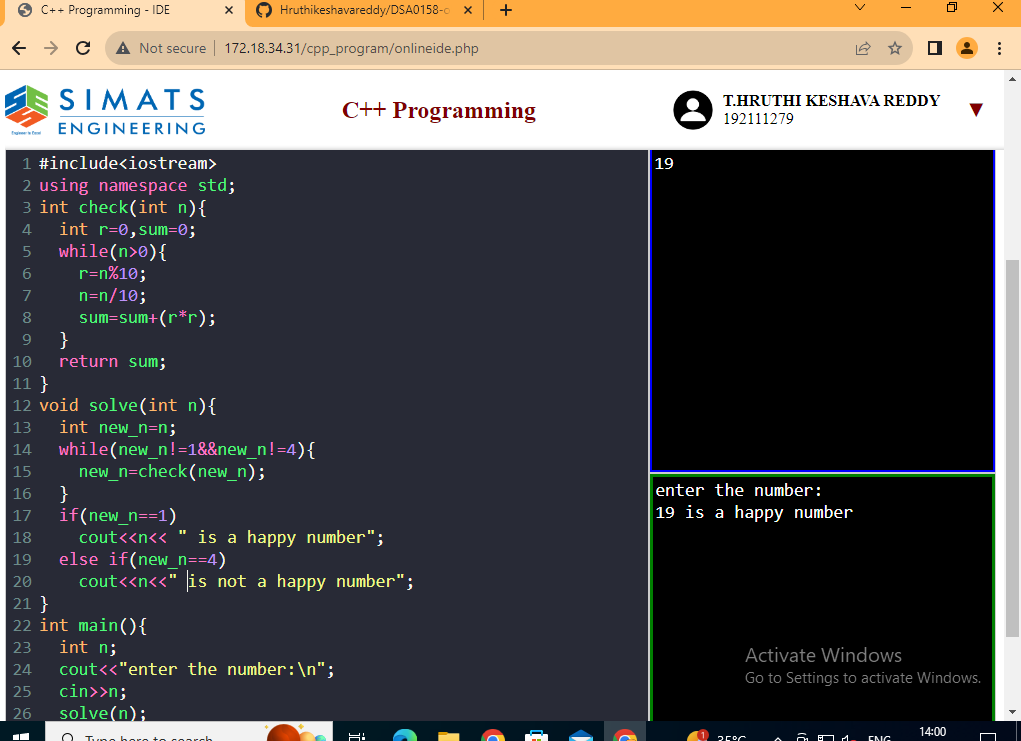 C++ Programming - IDE
Hruthikeshavareddy/DSA0158-o
Not secure 172.18.34.31/cpp_program/onlineide.php
SIMATS
ENGINEERING
Engineer to Excel
C++ Programming
T.HRUTHI KESHAVA REDDY
192111279
1 #include<iostream>
2 using namespace std;
3 int check(int n){
4 int r=0,sum=0;
5 while(n>0){
6 r=n%10;
7 n=n/10;
8 sum=sum+(r*r);
9 }
10 return sum;
11 }
12 void solve(int n){
13 int new_n=n;
14 while(new_n!=1&&new_n!=4){
15 new_n=check(new_n);
16 }
17 if(new_n==1)
18 cout<<n<< " is a happy number";
19 else if(new_n==4)
20 cout<<n<<" is not a happy number";
21 }
22 int main(){
23 int n;
24 cout<<"enter the number:\n";
25 cin>>n;
26 solve(n);
19
enter the number:
19 is a happy number
Activate Windows
Go to Settings to activate Windows.
Type here to search
1
35°C
ENG
14:00